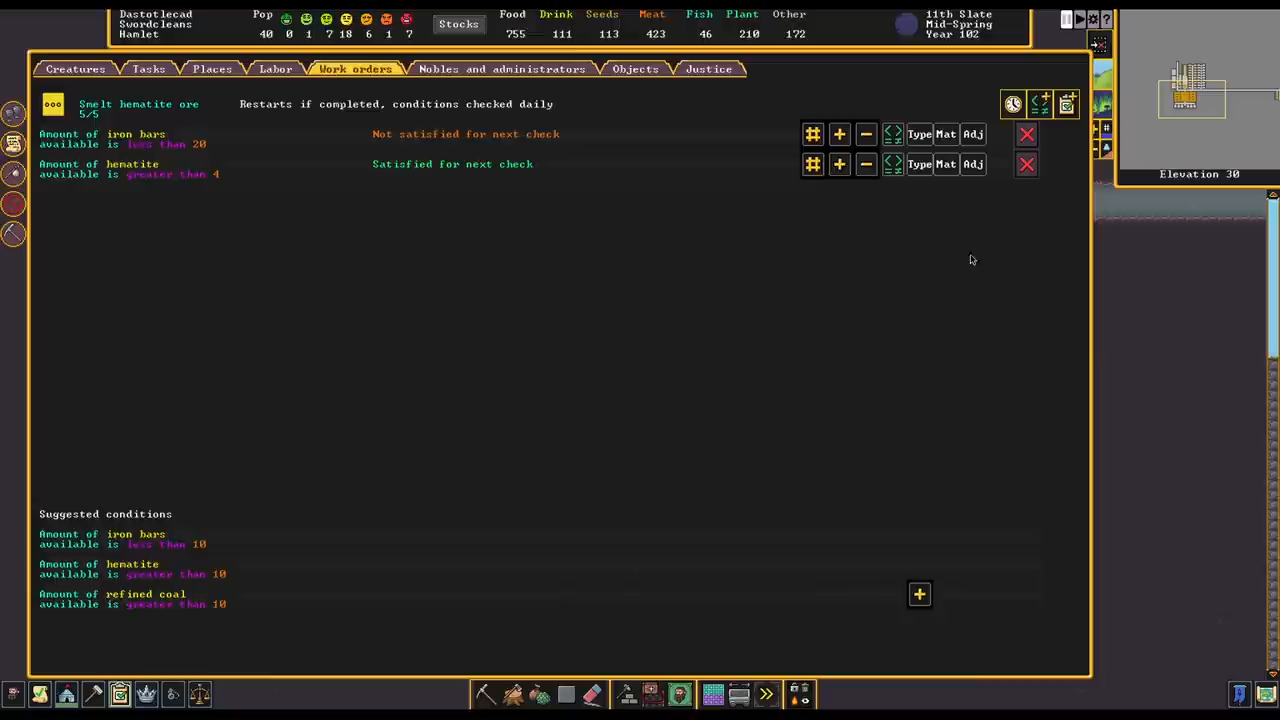 Dastotlecad
Swordcleans
Hamlet
Pop
40 0 1 7 18 6 1 7
Stocks
Food Drink Seeds Meat Fish Plant Other
755 111 113 423 46 210 172
11th Slate
Mid-Spring
Year 102
Creatures Tasks Places Labor Work orders Nobles and administrators Objects Justice
Smelt hematite ore
5/5
Restarts if completed, conditions checked daily
Amount of iron bars
available is less than 20
Not satisfied for next check
Type Mat Adj
Amount of hematite
available is greater than 4
Satisfied for next check
Type Mat Adj
Elevation 30
Suggested conditions
Amount of iron bars
available is less than 10
Amount of hematite
available is greater than 10
Amount of refined coal
available is greater than 10